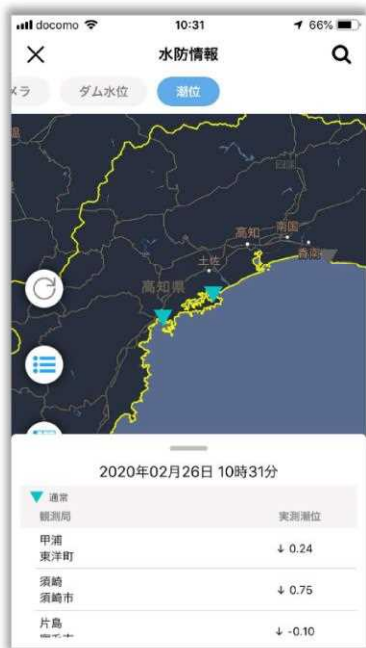 docomo 10:31 66%
水防情報
メラ ダム水位 潮位
高知 南国
土佐 香南
高知県
2020年02月26日 10時31分
通常
観測局 実測潮位
甲浦
東洋町
↓ 0.24
須崎
須崎市
↓ 0.75
片島
↓ -0.10